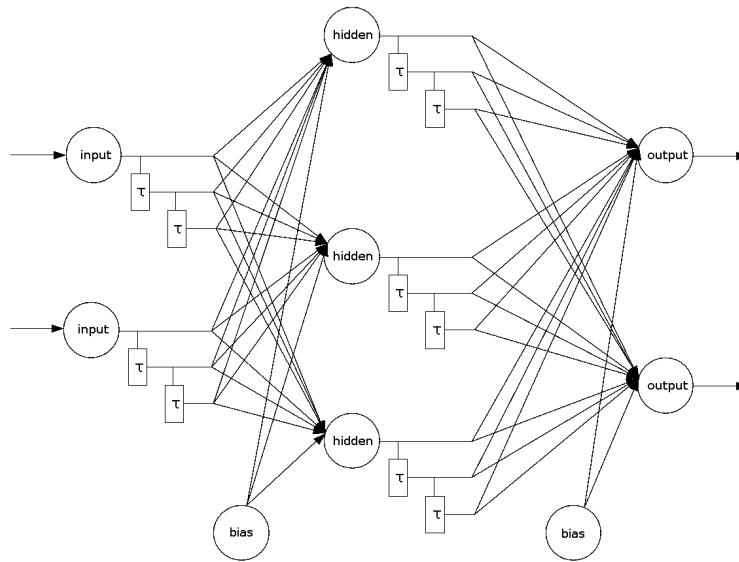 hidden
τ
τ
input
output
τ
τ
hidden
τ
τ
input
τ
τ
output
hidden
τ
τ
bias
bias